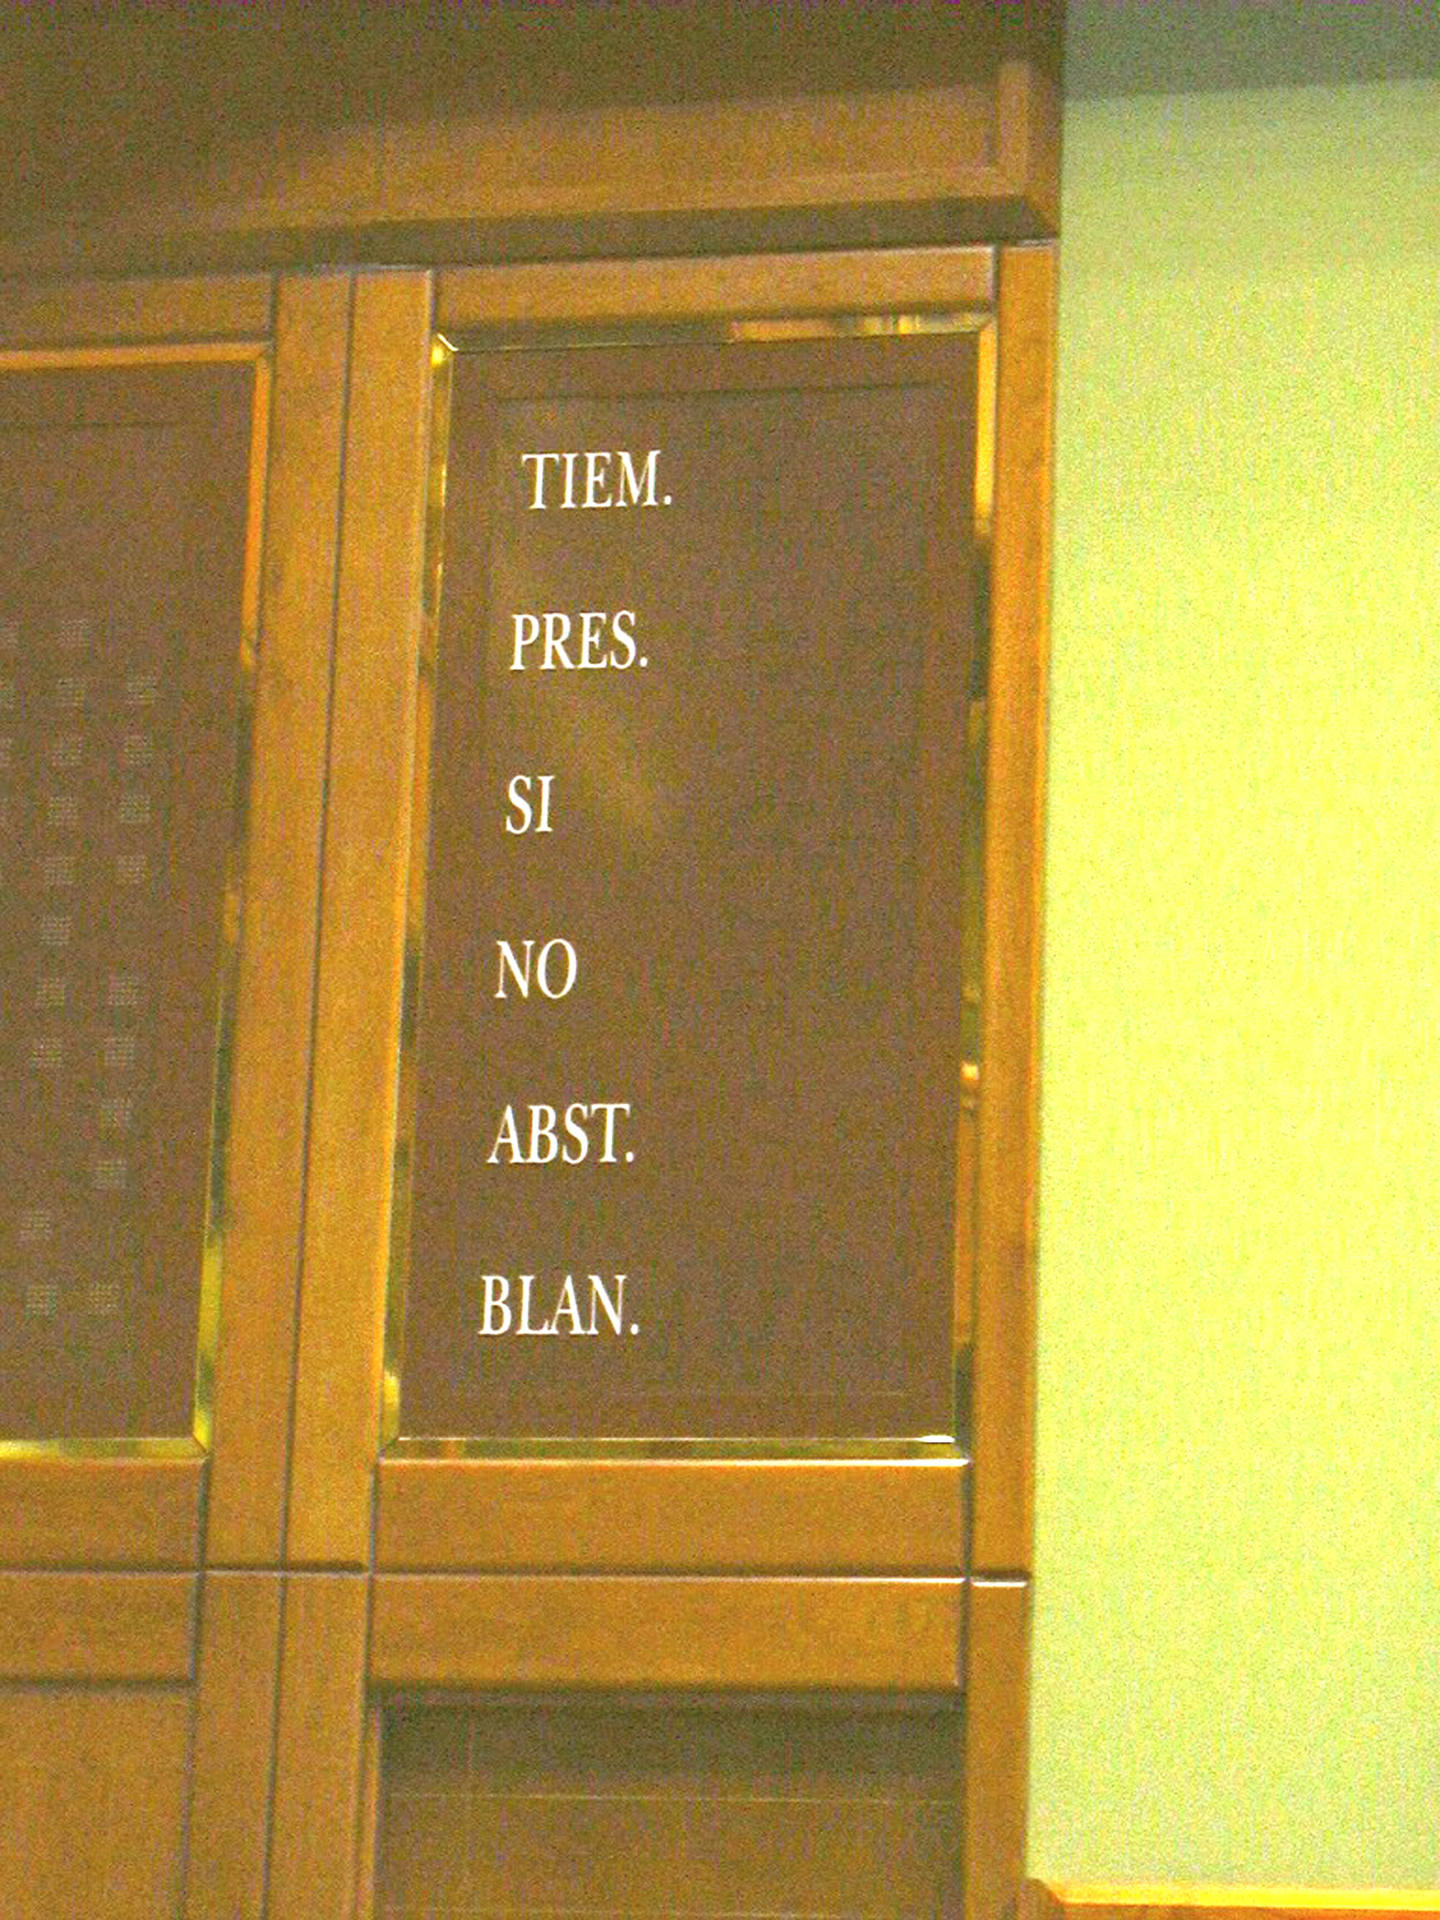 TIEM.
PRES.
SI
NO
ABST.
BLAN.